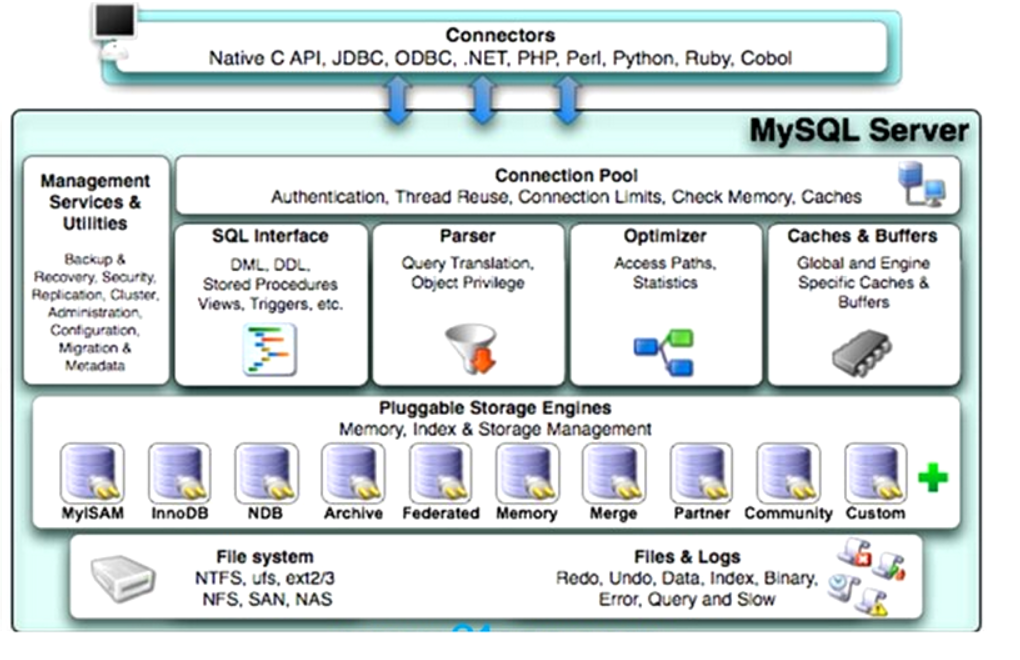 Connectors
Native C API, JDBC, ODBC, .NET, PHP, Perl, Python, Ruby, Cobol
MySQL Server
Management
Services &
Utilities
Backup &
Recovery, Security,
Replication, Cluster,
Administration,
Configuration,
Migration &
Metadata
Connection Pool
Authentication, Thread Reuse, Connection Limits, Check Memory, Caches
SQL Interface
DML, DDL,
Stored Procedures
Views, Triggers, etc.
Parser
Query Translation,
Object Privilege
Optimizer
Access Paths,
Statistics
Caches & Buffers
Global and Engine
Specific Caches &
Buffers
Pluggable Storage Engines
Memory, Index & Storage Management
MyISAM
InnoDB
NDB
Archive
Federated
Memory
Merge
Partner
Community
Custom
File system
NTFS, ufs, ext2/3
NFS, SAN, NAS
Files & Logs
Redo, Undo, Data, Index, Binary,
Error, Query and Slow